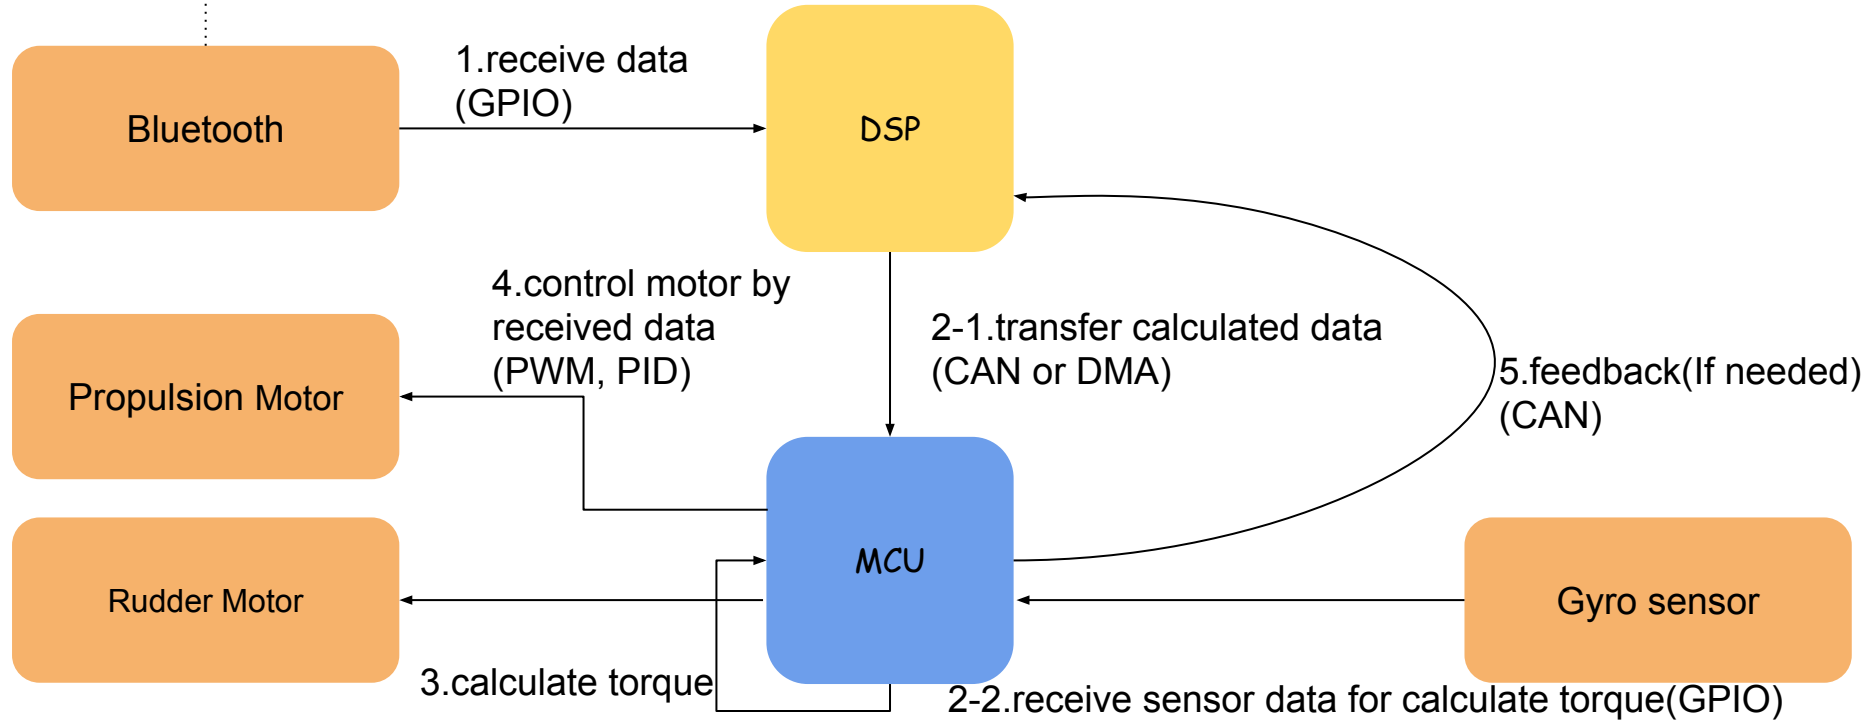 1.receive data
(GPIO)
Bluetooth
DSP
4.control motor by
received data
(PWM, PID)
2-1.transfer calculated data
(CAN or DMA)
5.feedback(If needed)
(CAN)
Propulsion Motor
MCU
Rudder Motor
Gyro sensor
3.calculate torque
2-2.receive sensor data for calculate torque(GPIO)